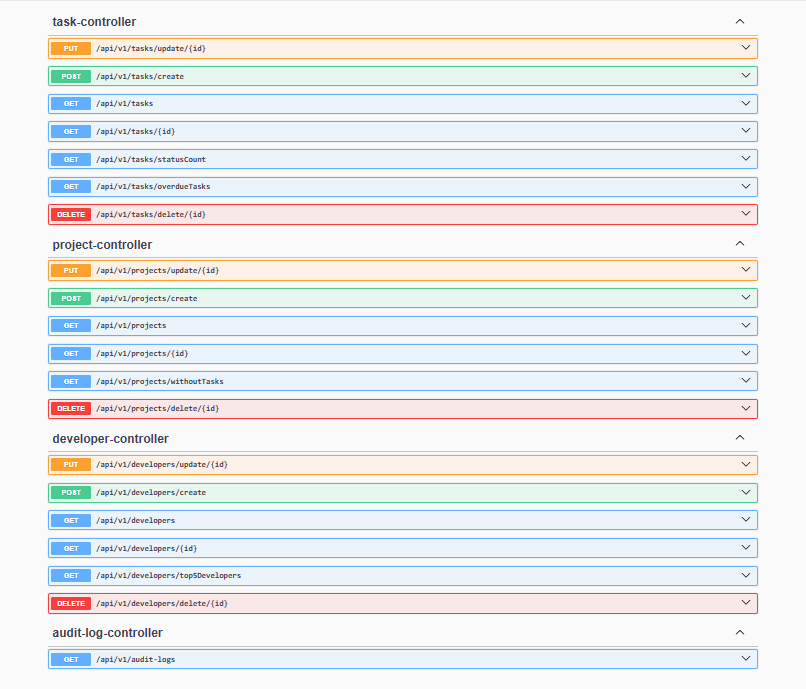 task-controller
PUT /api/v1/tasks/update/{id}
POST /api/v1/tasks/create
GET /api/v1/tasks
GET /api/v1/tasks/{id}
GET /api/v1/tasks/statusCount
GET /api/v1/tasks/overdueTasks
DELETE /api/v1/tasks/delete/{id}
project-controller
PUT /api/v1/projects/update/{id}
POST /api/v1/projects/create
GET /api/v1/projects
GET /api/v1/projects/{id}
GET /api/v1/projects/withoutTasks
DELETE /api/v1/projects/delete/{id}
developer-controller
PUT /api/v1/developers/update/{id}
POST /api/v1/developers/create
GET /api/v1/developers
GET /api/v1/developers/{id}
GET /api/v1/developers/top5Developers
DELETE /api/v1/developers/delete/{id}
audit-log-controller
GET /api/v1/audit-logs